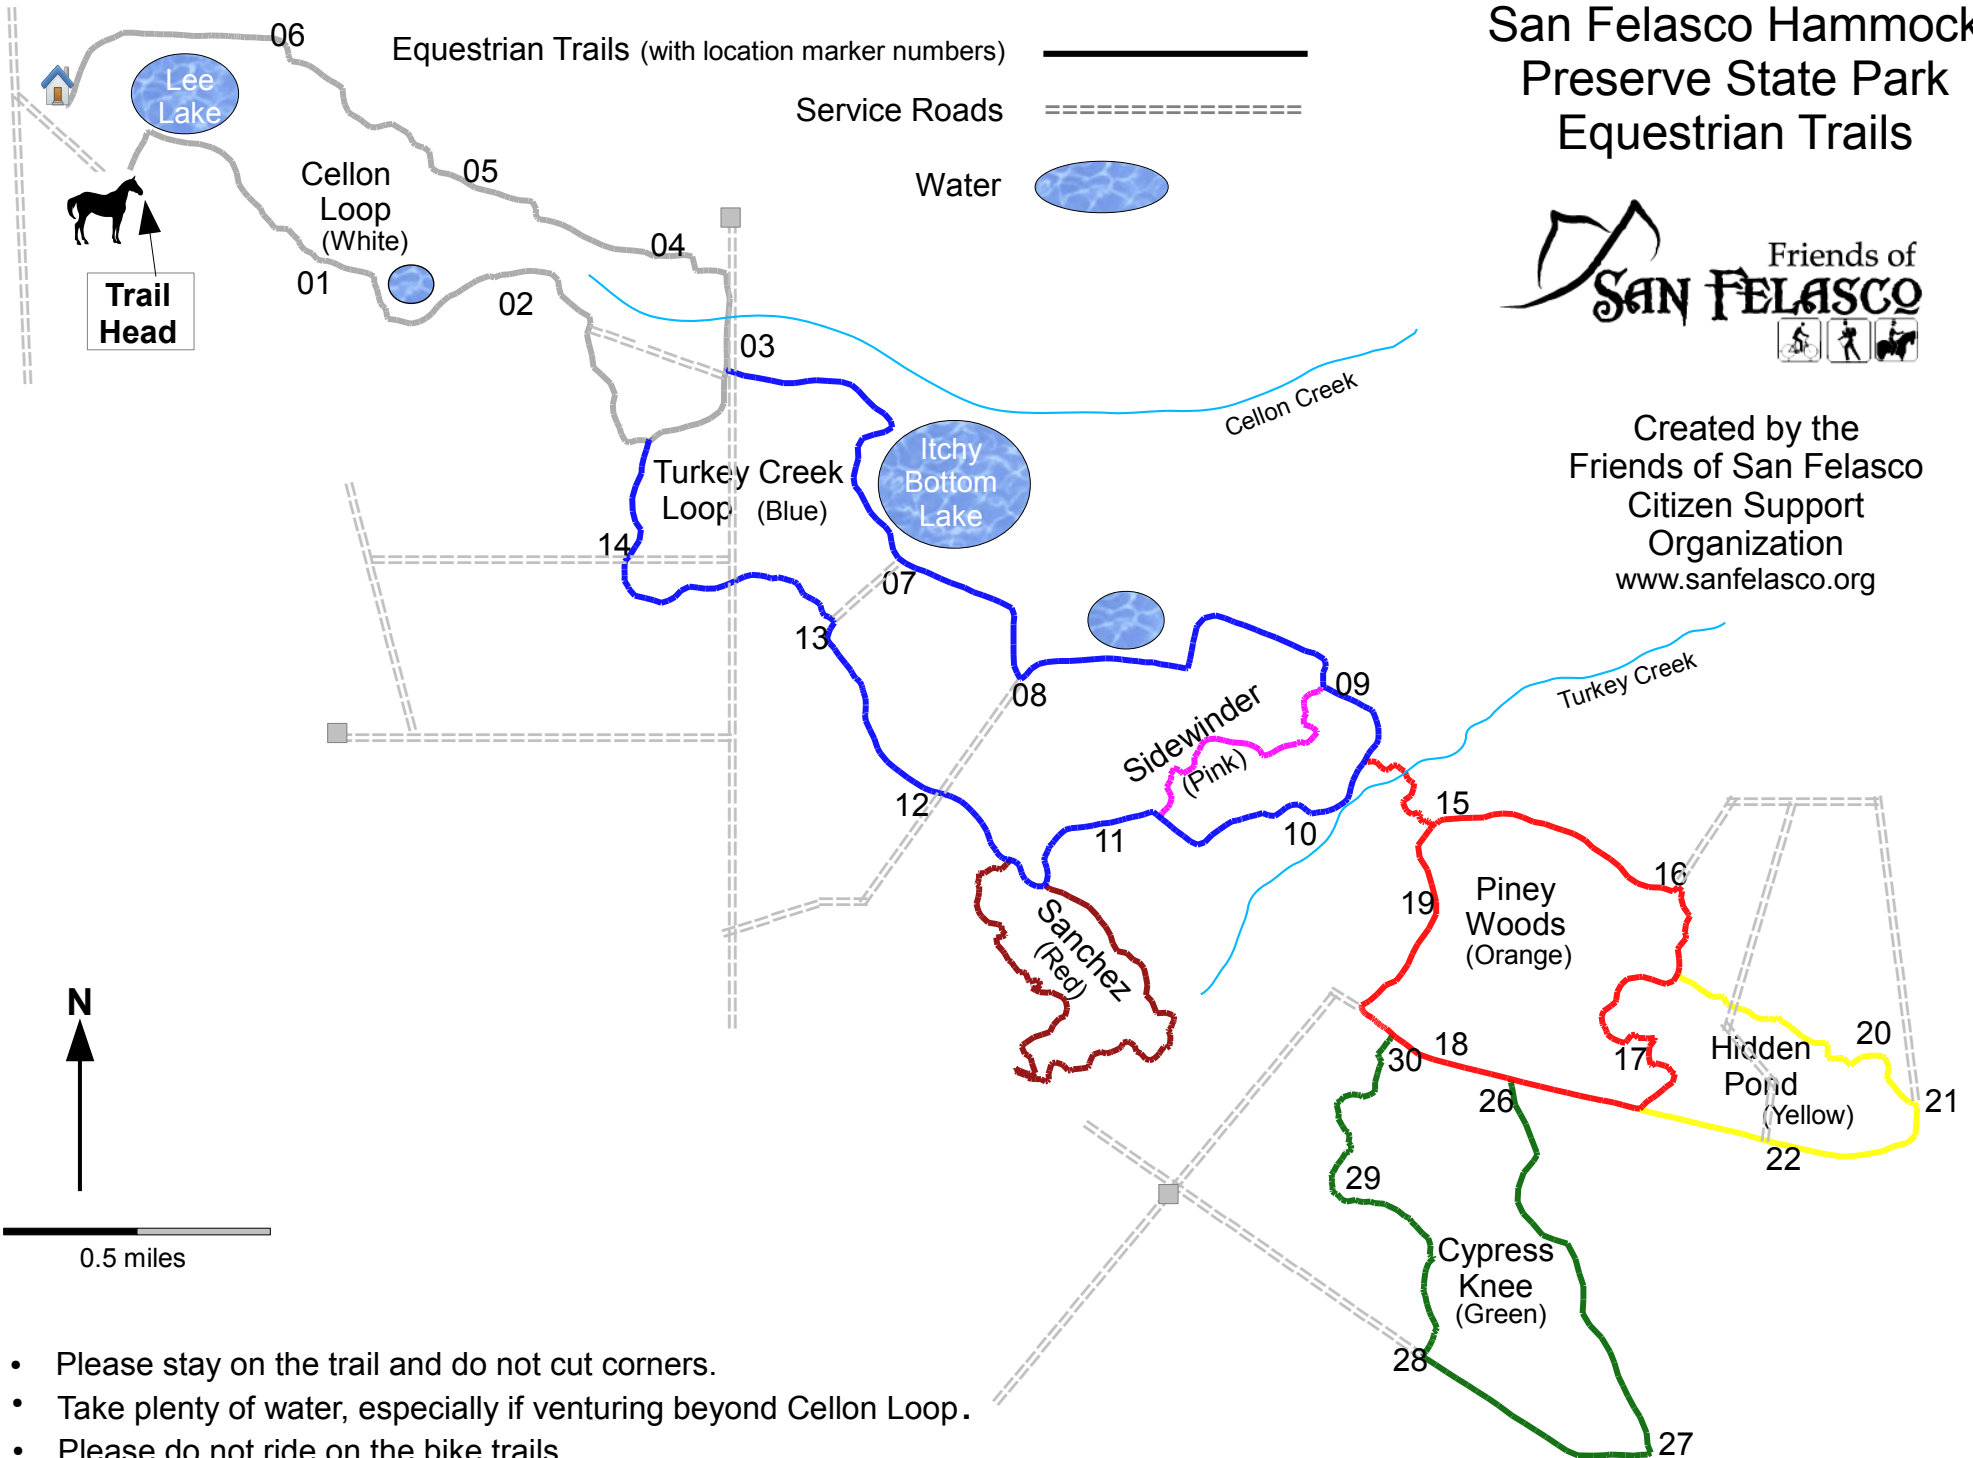 San Felasco Hammock
Preserve State Park
Equestrian Trails
Equestrian Trails (with location marker numbers)
Service Roads
Water
Friends of
SAN FELASCO
Created by the
Friends of San Felasco
Citizen Support
Organization
www.sanfelasco.org
06
Lee
Lake
Cellon
Loop
(White)
05
04
Trail
Head
01
02
03
Cellon Creek
Itchy
Bottom
Lake
Turkey Creek
Loop (Blue)
14
07
13
08
09
Turkey Creek
Sidewinder
(Pink)
12
11
10
15
16
19
Piney
Woods
(Orange)
Sanchez
(Red)
N
18
30
17
20
Hidden
Pond
(Yellow)
21
26
22
29
Cypress
Knee
(Green)
28
27
0.5 miles
• Please stay on the trail and do not cut corners.
• Take plenty of water, especially if venturing beyond Cellon Loop.
• Please do not ride on the bike trails